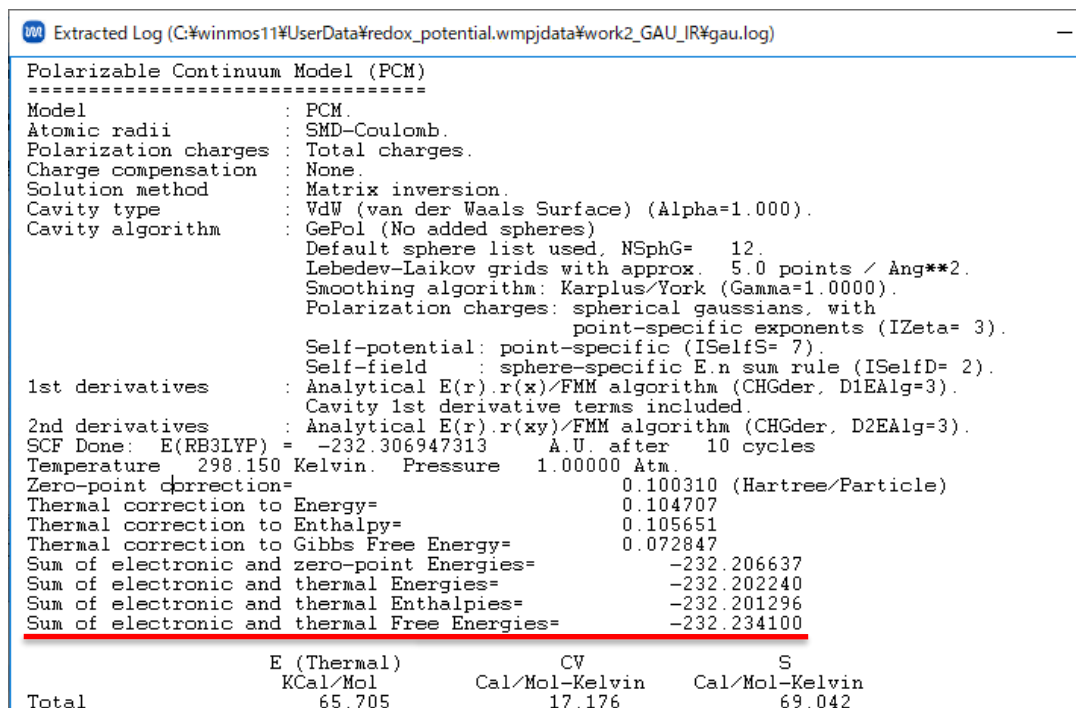 Extracted Log (C:¥winmos11¥UserData¥redox_potential.wmpjdata¥work2_GAU_IR¥gau.log)
Polarizable Continuum Model (PCM)
=================================
Model                : PCM.
Atomic radii         : SMD-Coulomb.
Polarization charges : Total charges.
Charge compensation  : None.
Solution method      : Matrix inversion.
Cavity type          : VdW (van der Waals Surface) (Alpha=1.000).
Cavity algorithm     : GePol (No added spheres)
Default sphere list used, NSphG=   12.
Lebedev-Laikov grids with approx.  5.0 points / Ang**2.
Smoothing algorithm: Karplus/York (Gamma=1.0000).
Polarization charges: spherical gaussians, with
point-specific exponents (IZeta= 3).
Self-potential: point-specific (ISelfS= 7).
Self-field    : sphere-specific E.n sum rule (ISelfD= 2).
1st derivatives      : Analytical E(r).r(x)/FMM algorithm (CHGder, D1EAlg=3).
Cavity 1st derivative terms included.
2nd derivatives      : Analytical E(r).r(xy)/FMM algorithm (CHGder, D2EAlg=3).
SCF Done:  E(RB3LYP) =  -232.306947313     A.U. after   10 cycles
Temperature   298.150 Kelvin.  Pressure   1.00000 Atm.
Zero-point correction=                           0.100310 (Hartree/Particle)
Thermal correction to Energy=                    0.104707
Thermal correction to Enthalpy=                  0.105651
Thermal correction to Gibbs Free Energy=         0.072847
Sum of electronic and zero-point Energies=           -232.206637
Sum of electronic and thermal Energies=              -232.202240
Sum of electronic and thermal Enthalpies=            -232.201296
Sum of electronic and thermal Free Energies=         -232.234100
E (Thermal)             CV                S
KCal/Mol        Cal/Mol-Kelvin    Cal/Mol-Kelvin
Total                   65.705             17.176             69.042